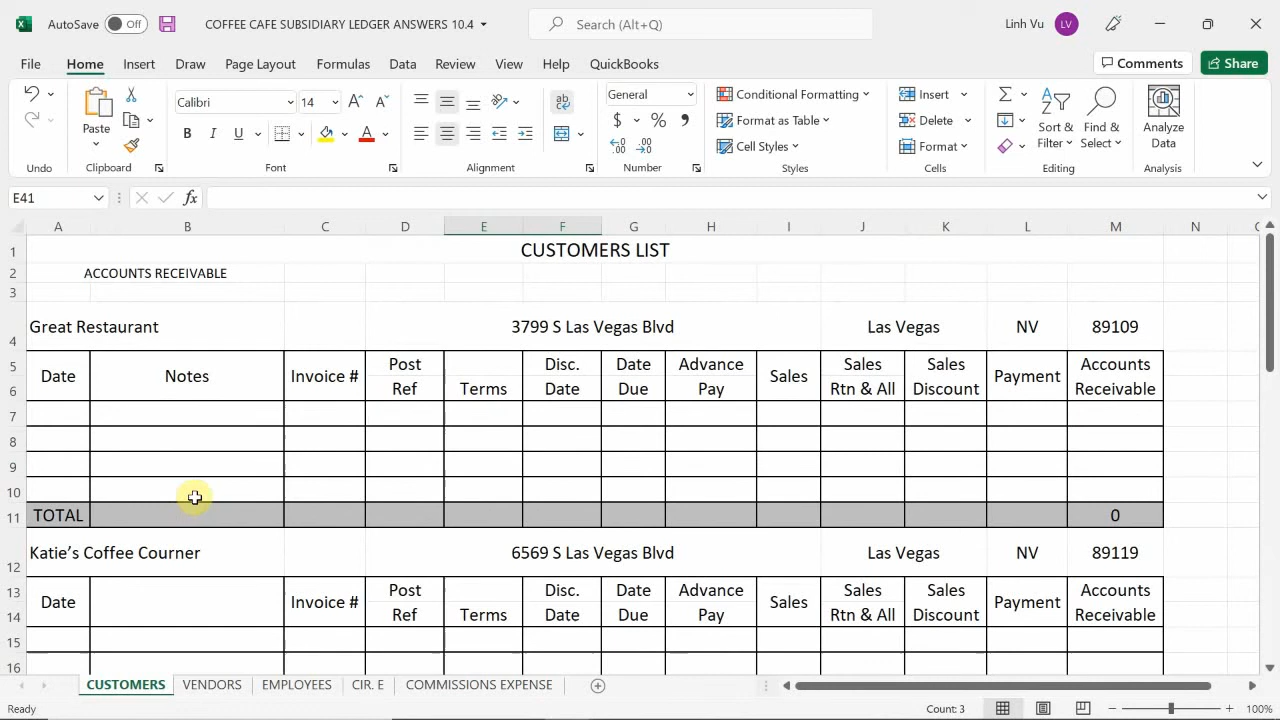 AutoSave Off COFFEE CAFE SUBSIDIARY LEDGER ANSWERS 10.4 Search (Alt+Q) Linh Vu LV
File Home Insert Draw Page Layout Formulas Data Review View Help QuickBooks Comments Share
Calibri 14 General Conditional Formatting Insert
Paste Format as Table Delete Sort & Find & Analyze
Cell Styles Format Filter Select Data
Undo Clipboard Font Alignment Number Styles Cells Editing Analysis
E41 fx
A B C D E F G H I J K L M N
1 CUSTOMERS LIST
2 ACCOUNTS RECEIVABLE
3
4 Great Restaurant 3799 S Las Vegas Blvd Las Vegas NV 89109
5 Date Notes Invoice # Post Disc. Date Advance Sales Sales Sales Payment Accounts
6 Ref Terms Date Due Pay Rtn & All Discount Receivable
7
8
9
10
11 TOTAL 0
12 Katie’s Coffee Courner 6569 S Las Vegas Blvd Las Vegas NV 89119
13 Date Invoice # Post Disc. Date Advance Sales Sales Sales Payment Accounts
14 Ref Terms Date Due Pay Rtn & All Discount Receivable
15
16
CUSTOMERS VENDORS EMPLOYEES CIR. E COMMISSIONS EXPENSE
Ready Count: 3 100%